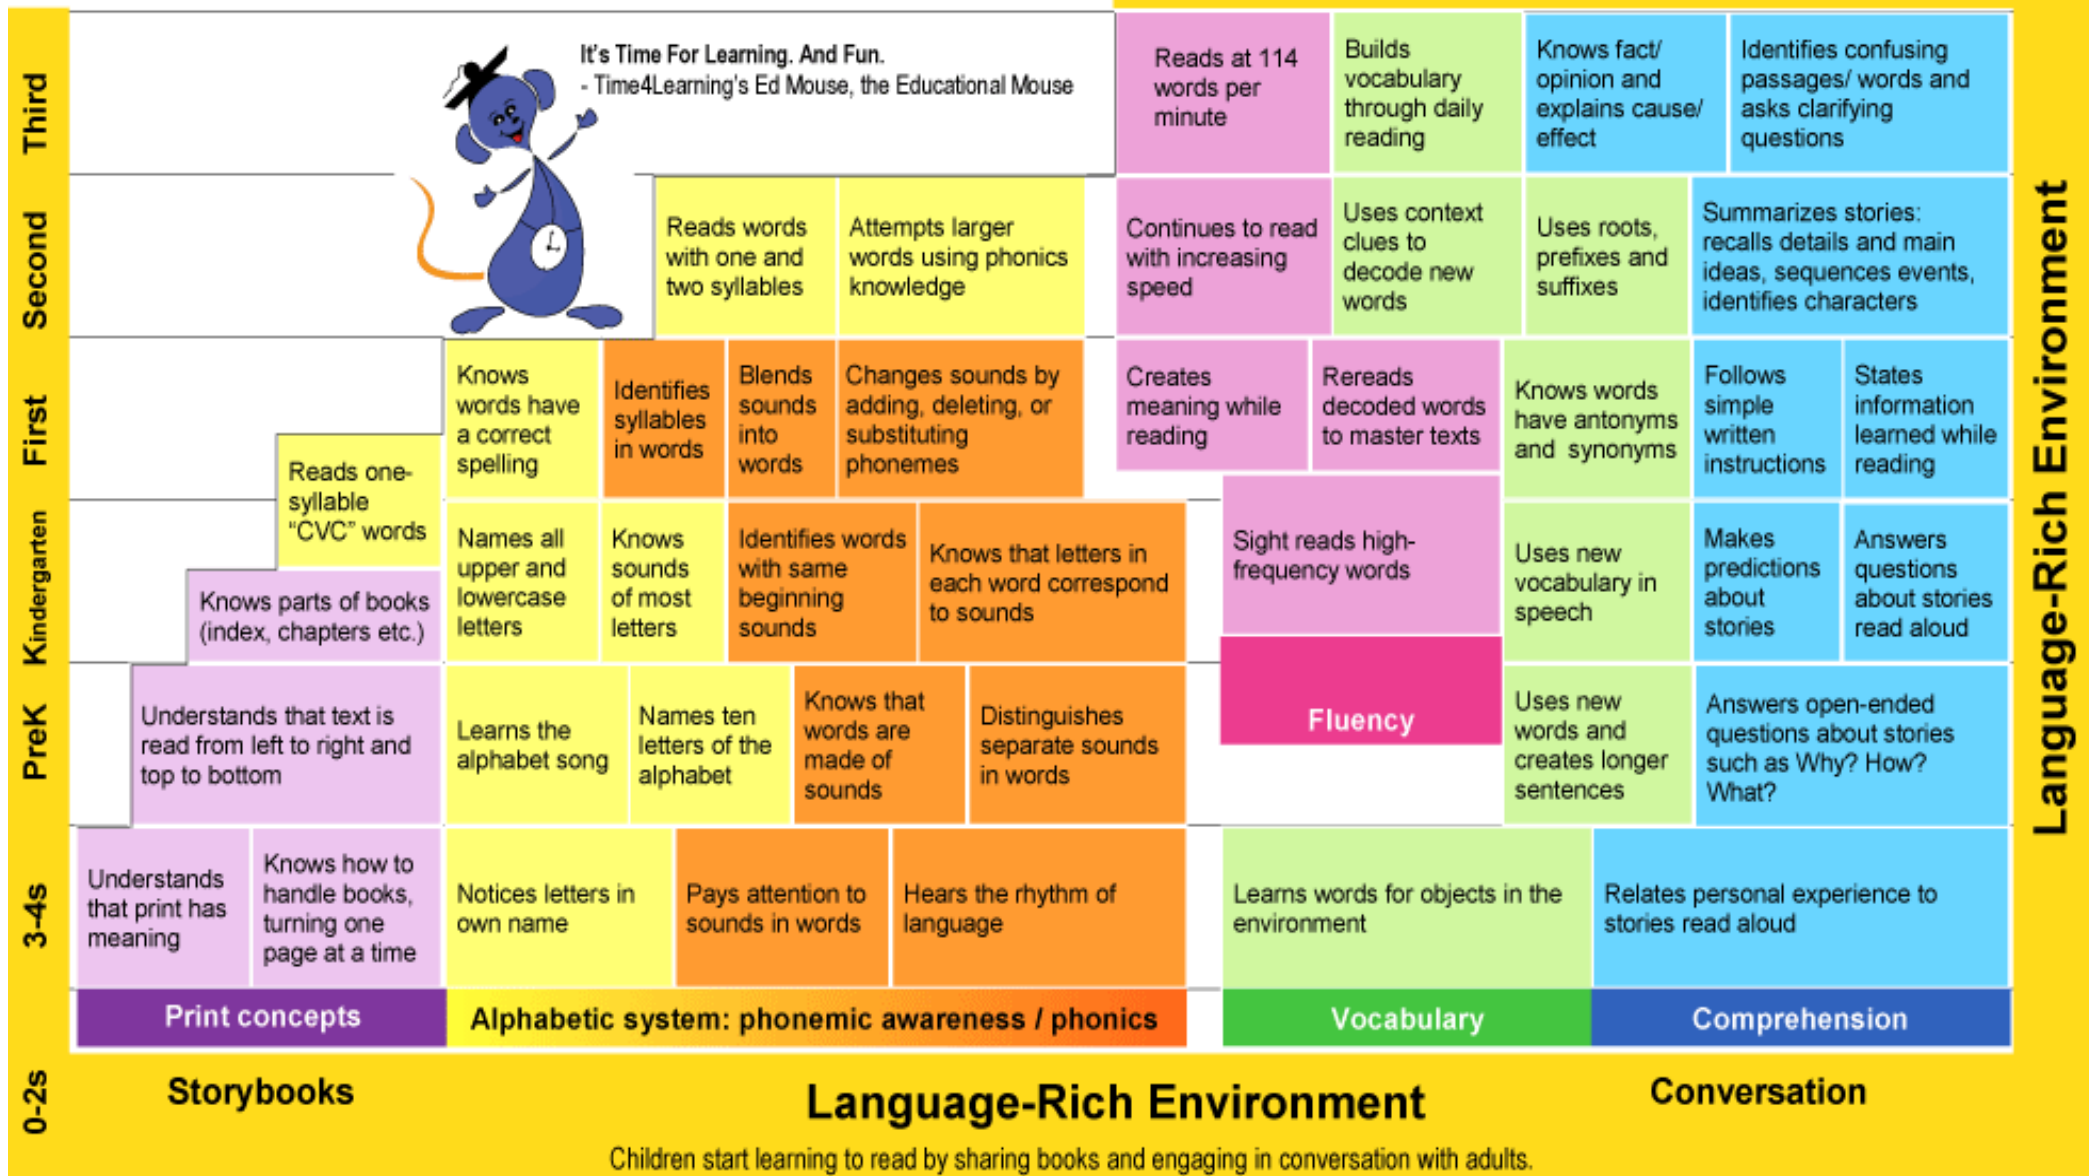 Third
It's Time For Learning. And Fun.
- Time4Learning's Ed Mouse, the Educational Mouse
Reads at 114
words per
minute
Builds
vocabulary
through daily
reading
Knows fact/
opinion and
explains cause/
effect
Identifies confusing
passages/ words and
asks clarifying
questions
Second
Reads words
with one and
two syllables
Attempts larger
words using phonics
knowledge
Continues to read
with increasing
speed
Uses context
clues to
decode new
words
Uses roots,
prefixes and
suffixes
Summarizes stories:
recalls details and main
ideas, sequences events,
identifies characters
First
Reads one-
syllable
“CVC” words
Knows
words have
a correct
spelling
Identifies
syllables
in words
Blends
sounds
into
words
Changes sounds by
adding, deleting, or
substituting
phonemes
Creates
meaning while
reading
Rereads
decoded words
to master texts
Knows words
have antonyms
and synonyms
Follows
simple
written
instructions
States
information
learned while
reading
Kindergarten
Knows parts of books
(index, chapters etc.)
Names all
upper and
lowercase
letters
Knows
sounds
of most
letters
Identifies words
with same
beginning
sounds
Knows that letters in
each word correspond
to sounds
Sight reads high-
frequency words
Uses new
vocabulary in
speech
Makes
predictions
about
stories
Answers
questions
about stories
read aloud
PreK
Understands that text is
read from left to right and
top to bottom
Learns the
alphabet song
Names ten
letters of the
alphabet
Knows that
words are
made of
sounds
Distinguishes
separate sounds
in words
Fluency
Uses new
words and
creates longer
sentences
Answers open-ended
questions about stories
such as Why? How?
What?
3-4s
Understands
that print has
meaning
Knows how to
handle books,
turning one
page at a time
Notices letters in
own name
Pays attention to
sounds in words
Hears the rhythm of
language
Learns words for objects in the
environment
Relates personal experience to
stories read aloud
Print concepts
Alphabetic system: phonemic awareness / phonics
Vocabulary
Comprehension
0-2s
Storybooks
Language-Rich Environment
Conversation
Children start learning to read by sharing books and engaging in conversation with adults.
Language-Rich Environment